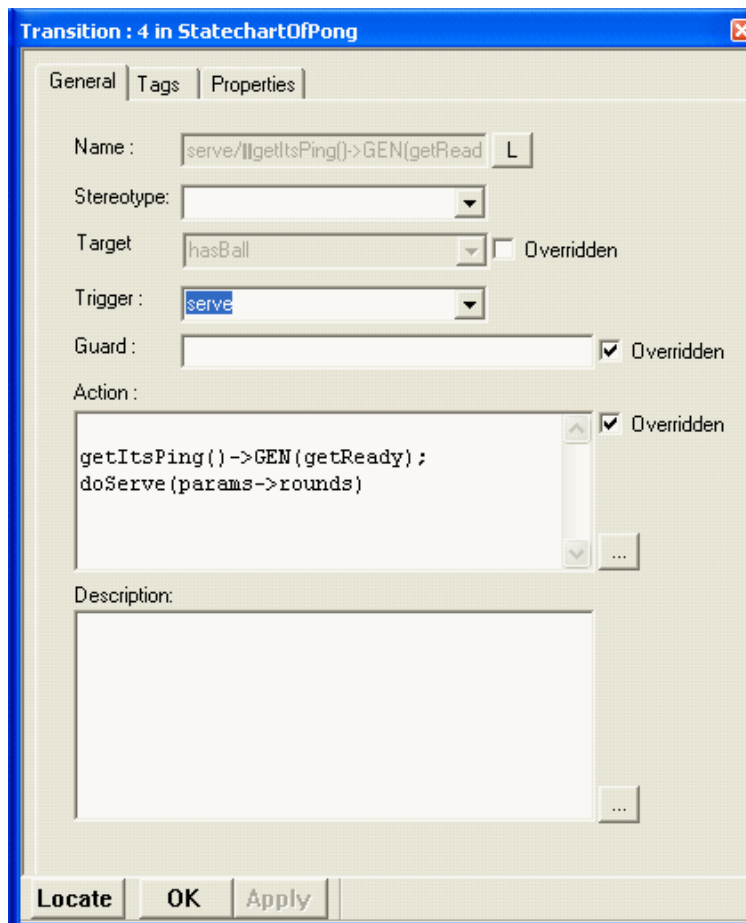 Transition : 4 in StatechartOfPong
General Tags Properties
Name : serve/||getItsPing()->GEN(getRead L
Stereotype:
Target hasBall Overridden
Trigger : serve
Guard : Overridden
Action : Overridden
getItsPing()->GEN(getReady);
doServe(params->rounds)
...
Description:
...
Locate OK Apply